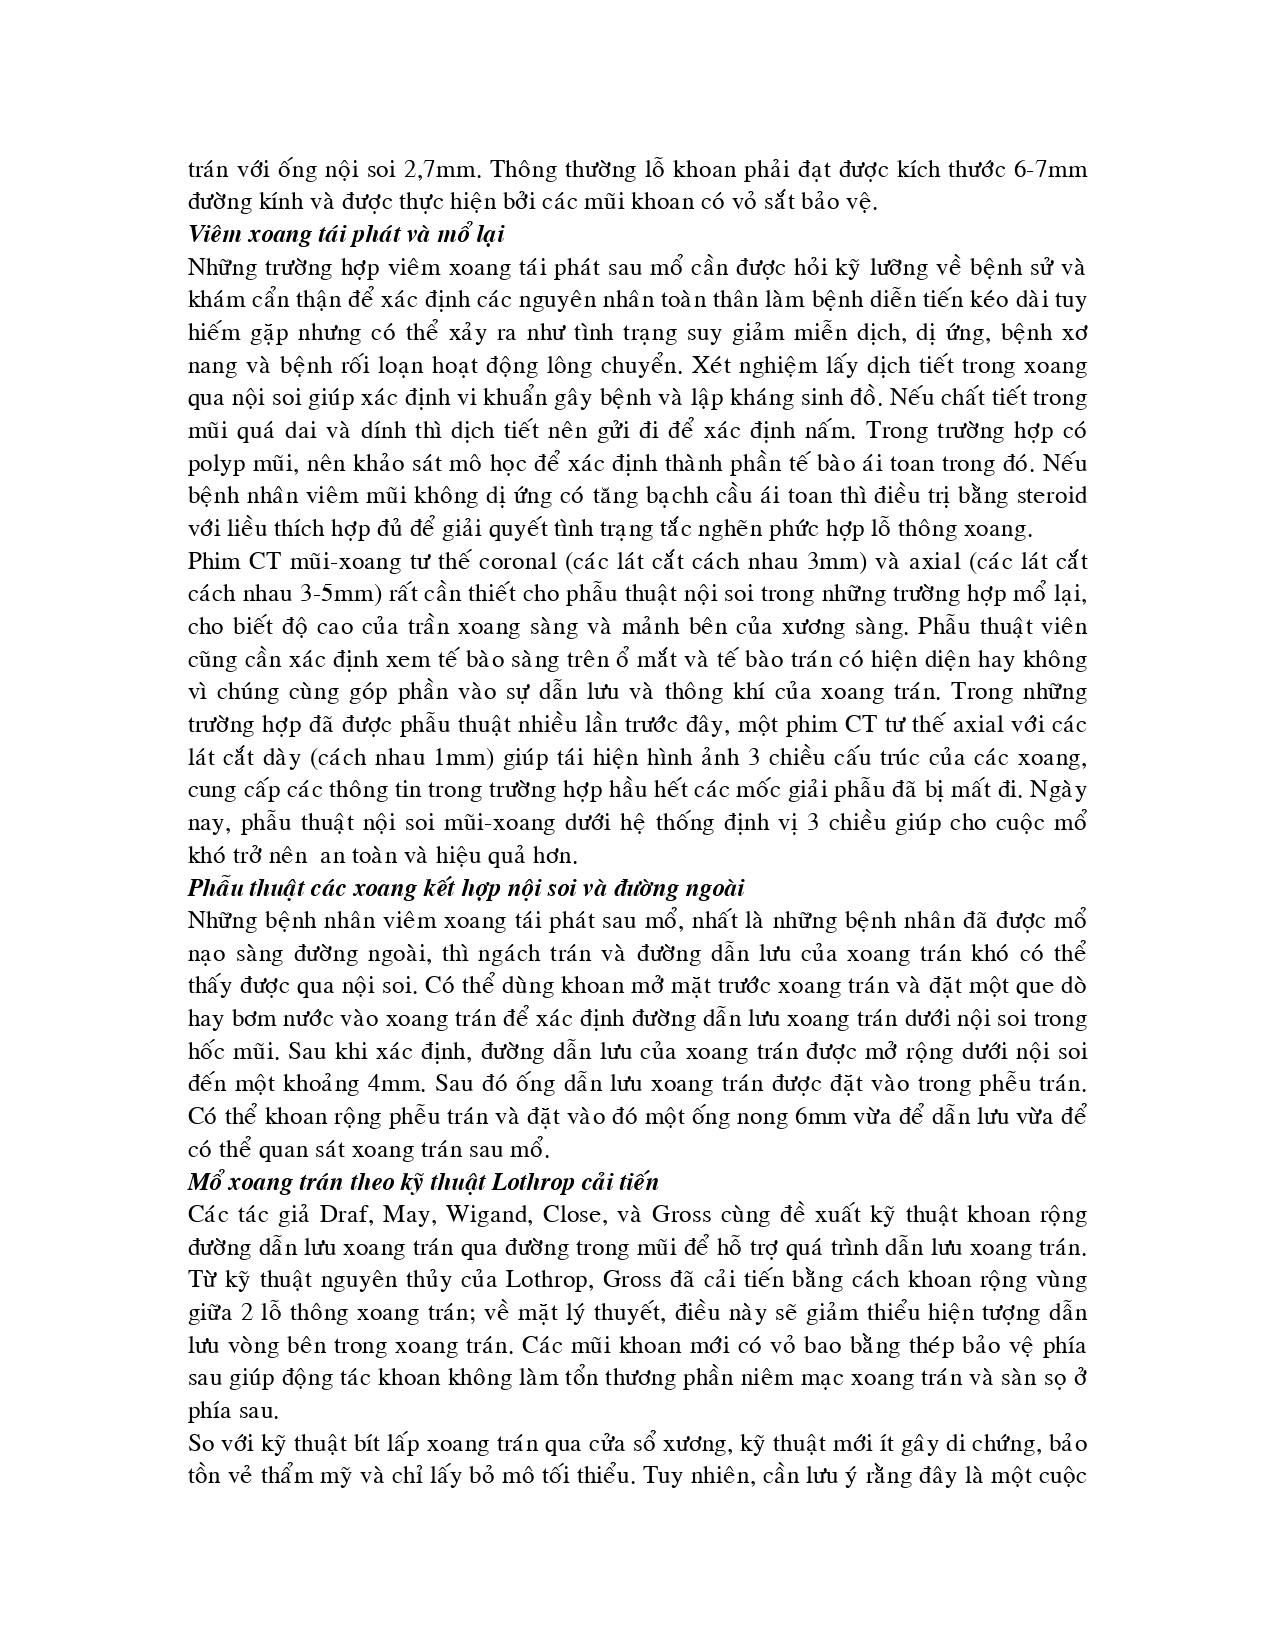 trán với ống nội soi 2,7mm. Thông thường lỗ khoan phải đạt được kích thước 6-7mm
đường kính và được thực hiện bởi các mũi khoan có vỏ sắt bảo vệ.
Viêm xoang tái phát và mổ lại
Những trường hợp viêm xoang tái phát sau mổ cần được hỏi kỹ lưỡng về bệnh sử và
khám cẩn thận để xác định các nguyên nhân toàn thân làm bệnh diễn tiến kéo dài tuy
hiếm gặp nhưng có thể xảy ra như tình trạng suy giảm miễn dịch, dị ứng, bệnh xơ
nang và bệnh rối loạn hoạt động lông chuyển. Xét nghiệm lấy dịch tiết trong xoang
qua nội soi giúp xác định vi khuẩn gây bệnh và lập kháng sinh đồ. Nếu chất tiết trong
mũi quá dai và dính thì dịch tiết nên gửi đi để xác định nấm. Trong trường hợp có
polyp mũi, nên khảo sát mô học để xác định thành phần tế bào ái toan trong đó. Nếu
bệnh nhân viêm mũi không dị ứng có tăng bạchh cầu ái toan thì điều trị bằng steroid
với liều thích hợp đủ để giải quyết tình trạng tắc nghẽn phức hợp lỗ thông xoang.
Phim CT mũi-xoang tư thế coronal (các lát cắt cách nhau 3mm) và axial (các lát cắt
cách nhau 3-5mm) rất cần thiết cho phẫu thuật nội soi trong những trường hợp mổ lại,
cho biết độ cao của trần xoang sàng và mảnh bên của xương sàng. Phẫu thuật viên
cũng cần xác định xem tế bào sàng trên ổ mắt và tế bào trán có hiện diện hay không
vì chúng cùng góp phần vào sự dẫn lưu và thông khí của xoang trán. Trong những
trường hợp đã được phẫu thuật nhiều lần trước đây, một phim CT tư thế axial với các
lát cắt dày (cách nhau 1mm) giúp tái hiện hình ảnh 3 chiều cấu trúc của các xoang,
cung cấp các thông tin trong trường hợp hầu hết các mốc giải phẫu đã bị mất đi. Ngày
nay, phẫu thuật nội soi mũi-xoang dưới hệ thống định vị 3 chiều giúp cho cuộc mổ
khó trở nên  an toàn và hiệu quả hơn.
Phẫu thuật các xoang kết hợp nội soi và đường ngoài
Những bệnh nhân viêm xoang tái phát sau mổ, nhất là những bệnh nhân đã được mổ
nạo sàng đường ngoài, thì ngách trán và đường dẫn lưu của xoang trán khó có thể
thấy được qua nội soi. Có thể dùng khoan mở mặt trước xoang trán và đặt một que dò
hay bơm nước vào xoang trán để xác định đường dẫn lưu xoang trán dưới nội soi trong
hốc mũi. Sau khi xác định, đường dẫn lưu của xoang trán được mở rộng dưới nội soi
đến một khoảng 4mm. Sau đó ống dẫn lưu xoang trán được đặt vào trong phễu trán.
Có thể khoan rộng phễu trán và đặt vào đó một ống nong 6mm vừa để dẫn lưu vừa để
có thể quan sát xoang trán sau mổ.
Mổ xoang trán theo kỹ thuật Lothrop cải tiến
Các tác giả Draf, May, Wigand, Close, và Gross cùng đề xuất kỹ thuật khoan rộng
đường dẫn lưu xoang trán qua đường trong mũi để hỗ trợ quá trình dẫn lưu xoang trán.
Từ kỹ thuật nguyên thủy của Lothrop, Gross đã cải tiến bằng cách khoan rộng vùng
giữa 2 lỗ thông xoang trán; về mặt lý thuyết, điều này sẽ giảm thiểu hiện tượng dẫn
lưu vòng bên trong xoang trán. Các mũi khoan mới có vỏ bao bằng thép bảo vệ phía
sau giúp động tác khoan không làm tổn thương phần niêm mạc xoang trán và sàn sọ ở
phía sau.
So với kỹ thuật bít lấp xoang trán qua cửa sổ xương, kỹ thuật mới ít gây di chứng, bảo
tồn vẻ thẩm mỹ và chỉ lấy bỏ mô tối thiểu. Tuy nhiên, cần lưu ý rằng đây là một cuộc